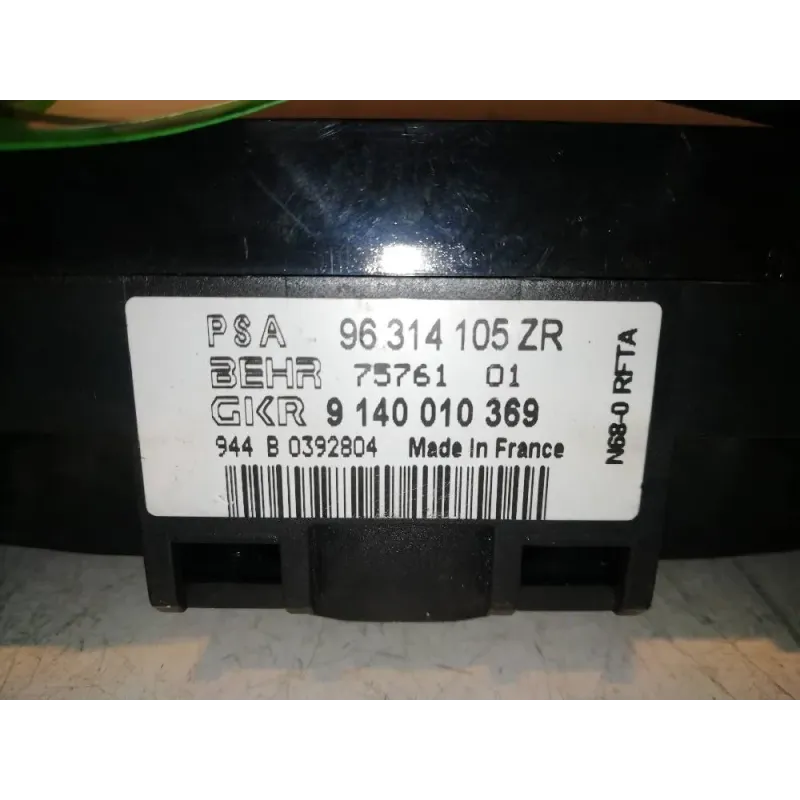 PSA 96.314 105 ZR
BEHR 75761 01
GKR 9 140 010 369
944 B 0392804 Made In France
N68-0 RFTA